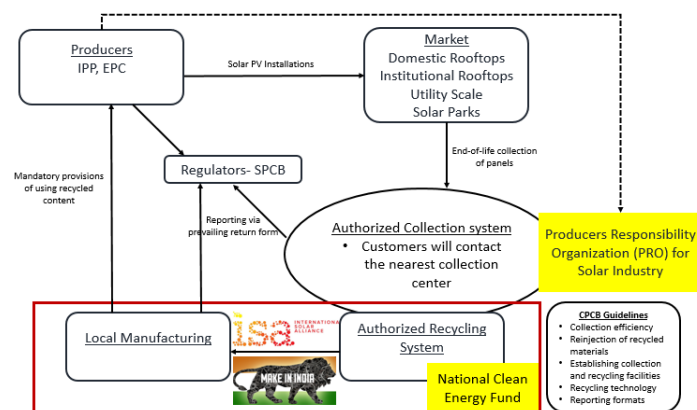 Producers
IPP, EPC
Solar PV Installations
Market
Domestic Rooftops
Institutional Rooftops
Utility Scale
Solar Parks
End-of-life collection
of panels
Mandatory provisions
of using recycled
content
Regulators- SPCB
Reporting via
prevailing return form
Authorized Collection system
• Customers will contact
the nearest collection
center
Producers Responsibility
Organization (PRO) for
Solar Industry
Local Manufacturing
isa INTERNATIONAL
SOLAR
ALLIANCE
MAKE IN INDIA
Authorized Recycling
System
National Clean
Energy Fund
CPCB Guidelines
• Collection efficiency
• Reinjection of recycled
materials
• Establishing collection
and recycling facilities
• Recycling technology
• Reporting formats